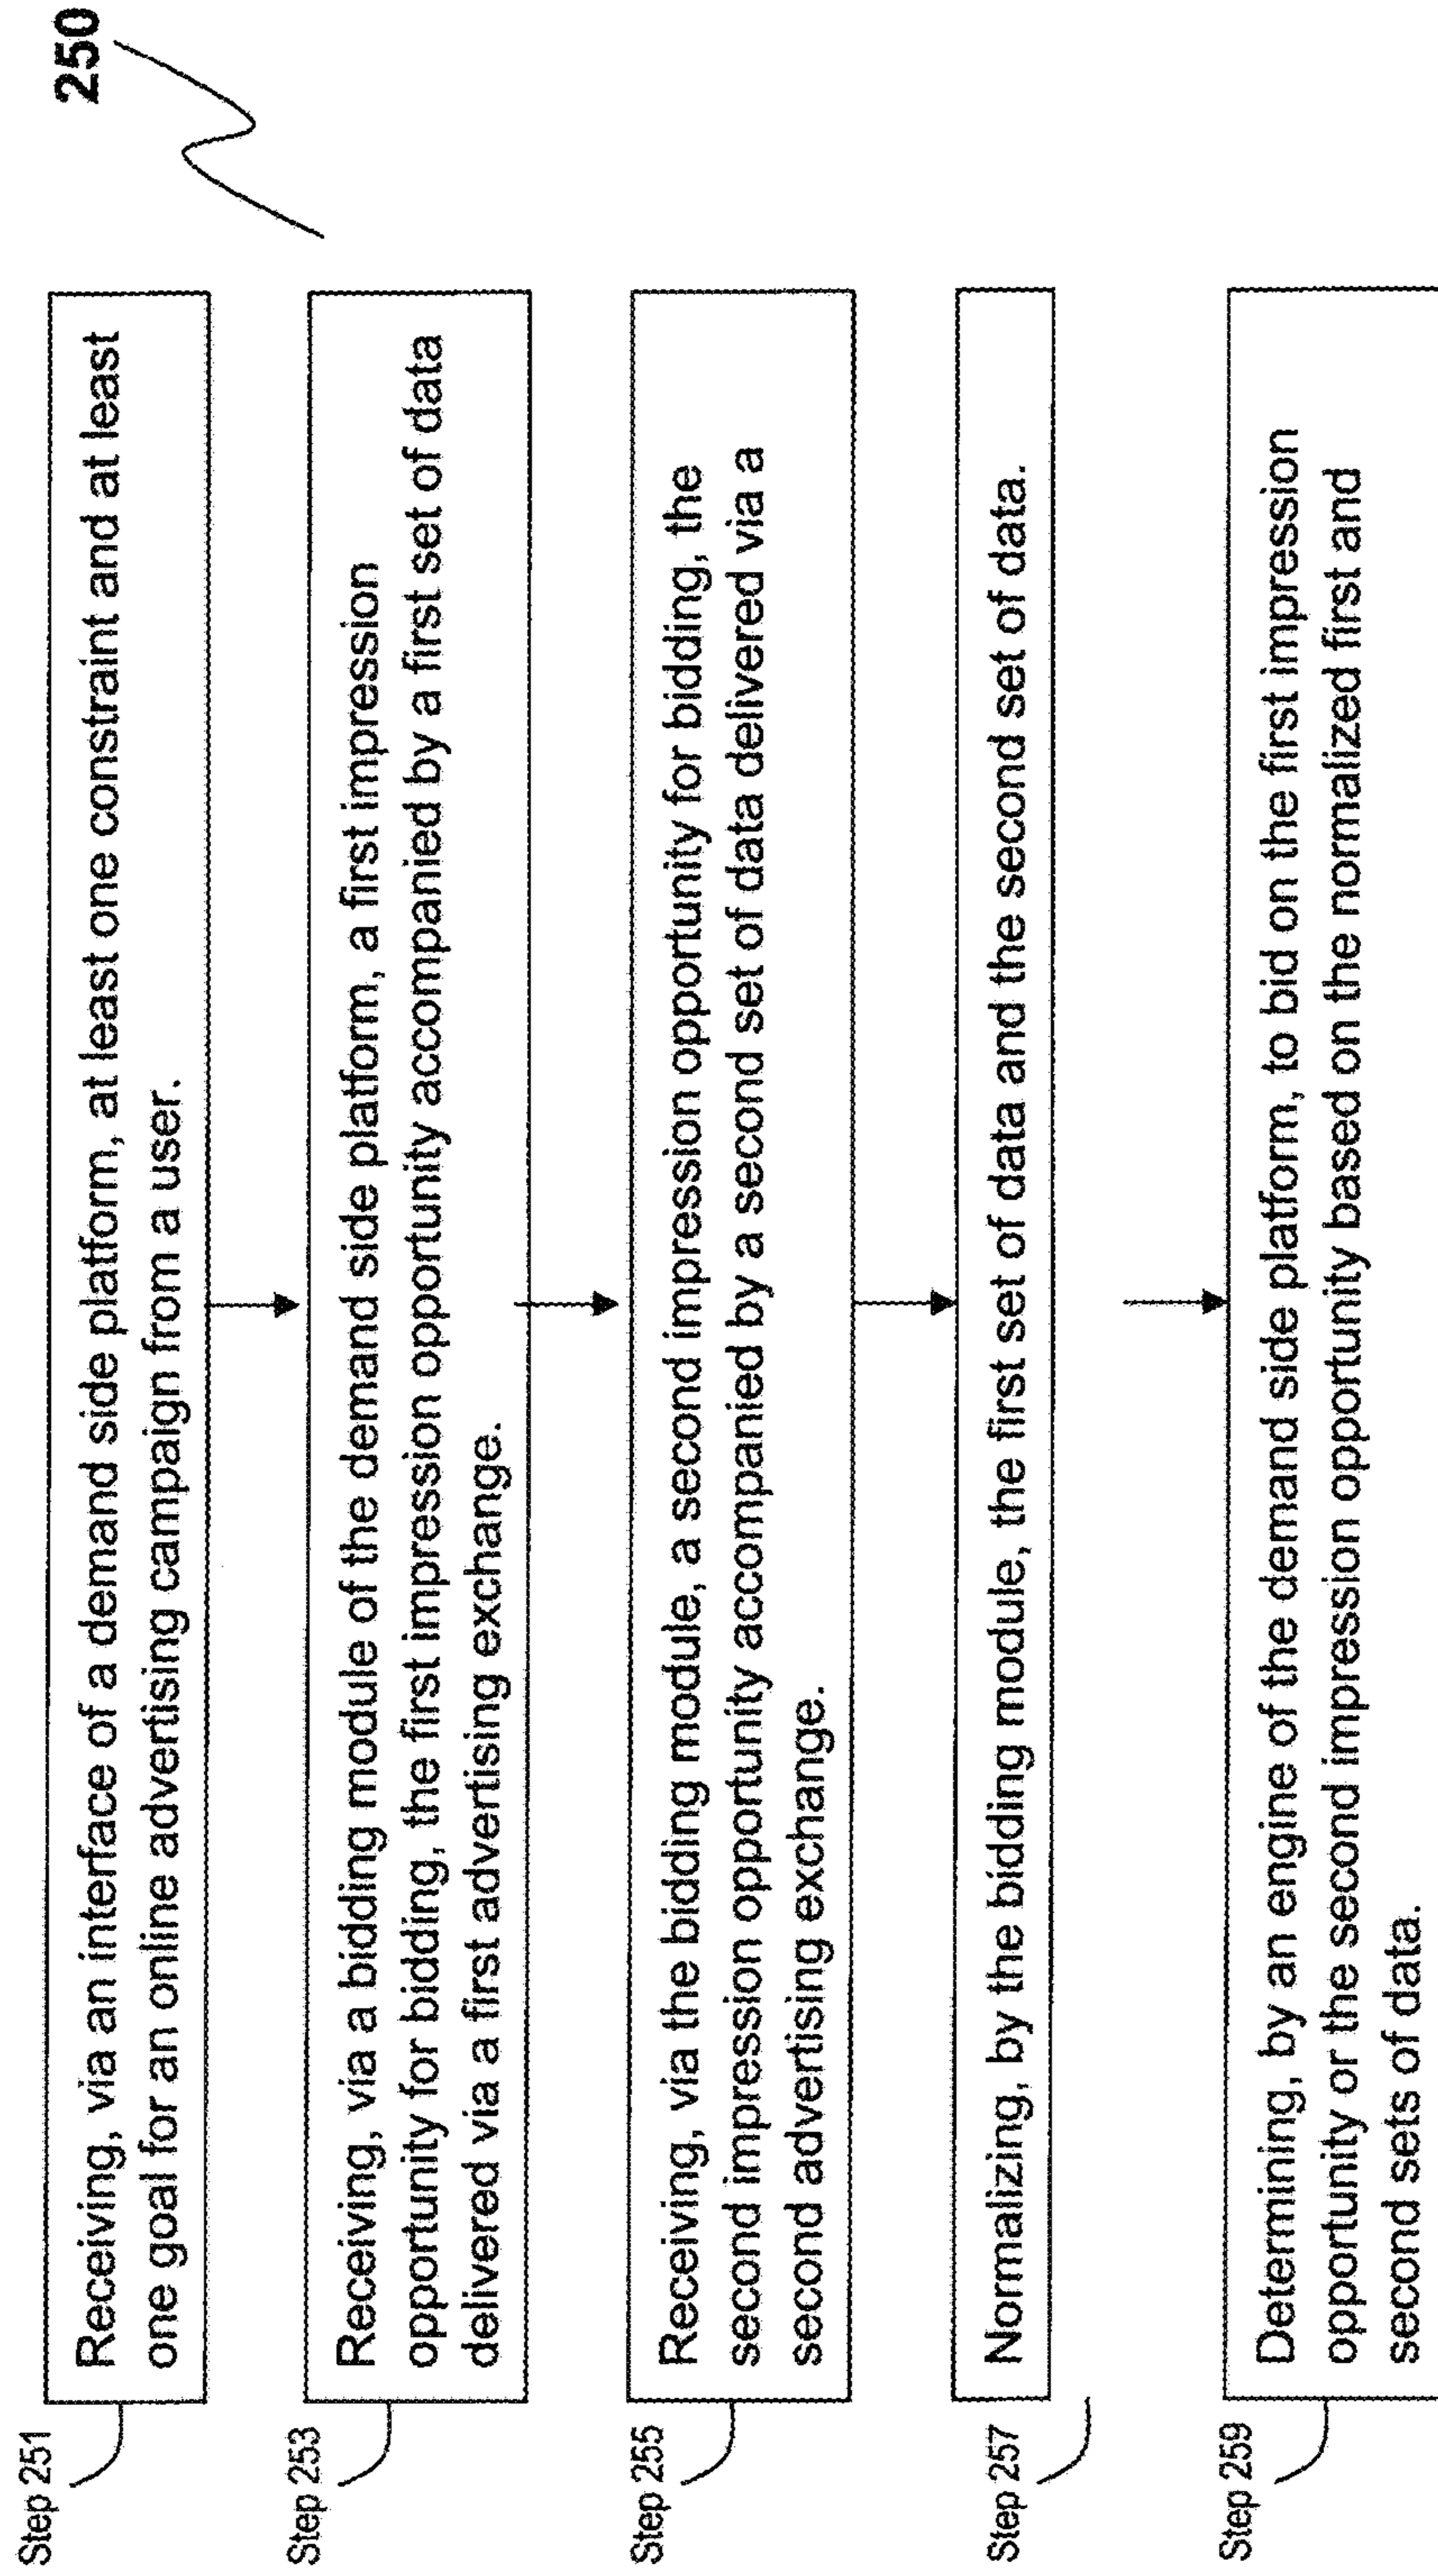 250
Step 251
Receiving, via an interface of a demand side platform, at least one constraint and at least
one goal for an online advertising campaign from a user.
Step 253
Receiving, via a bidding module of the demand side platform, a first impression
opportunity for bidding, the first impression opportunity accompanied by a first set of data
delivered via a first advertising exchange.
Step 255
Receiving, via the bidding module, a second impression opportunity for bidding, the
second impression opportunity accompanied by a second set of data delivered via a
second advertising exchange.
Step 257
Normalizing, by the bidding module, the first set of data and the second set of data.
Step 259
Determining, by an engine of the demand side platform, to bid on the first impression
opportunity or the second impression opportunity based on the normalized first and
second sets of data.